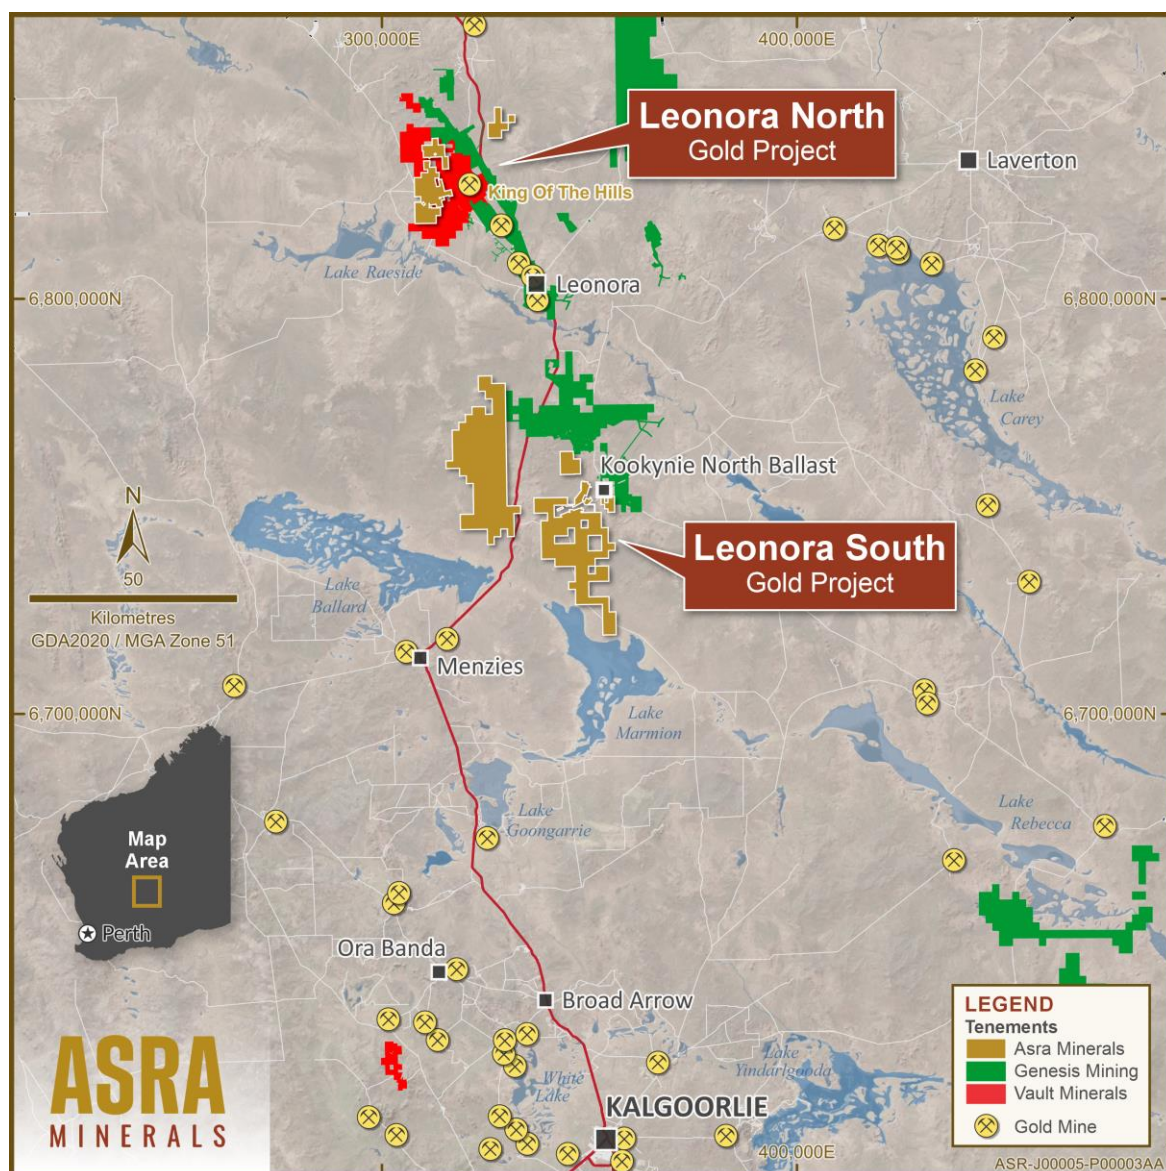 300,000E
400,000E
Leonora North
Gold Project
Laverton
King Of The Hills
Lake Raeside
Leonora
6,800,000N
6,800,000N
Lake
Carey
Kookynie North Ballast
N
50
Kilometres
GDA2020 / MGA Zone 51
Leonora South
Gold Project
Lake
Ballard
Menzies
6,700,000N
6,700,000N
Lake
Marmion
Map
Area
Perth
Lake
Goongarrie
Lake
Rebecca
Ora Banda
Broad Arrow
LEGEND
Tenements
Asra Minerals
Genesis Mining
Vault Minerals
Gold Mine
ASRA
MINERALS
White
Lake
Lake
Yindarlgooda
KALGOORLIE
400,000E
ASR-J00005-P00003AA